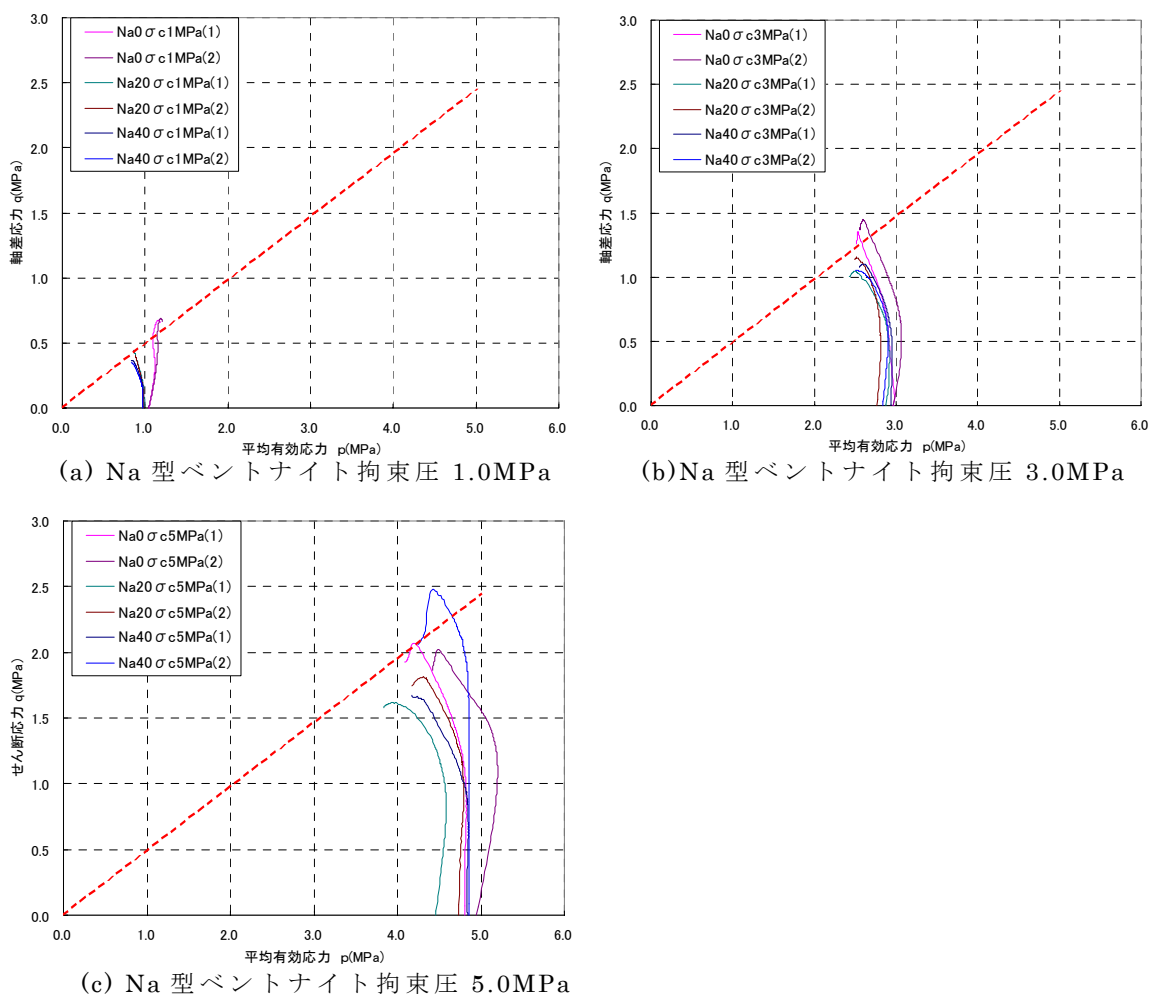 3.0
2.5
2.0
1.5
1.0
0.5
0.0
軸差応力 q(MPa)
Na0σc1MPa(1)
Na0σc1MPa(2)
Na20σc1MPa(1)
Na20σc1MPa(2)
Na40σc1MPa(1)
Na40σc1MPa(2)
0.0 1.0 2.0 3.0 4.0 5.0 6.0
平均有効応力 p(MPa)
(a) Na 型ベントナイト拘束圧 1.0MPa
3.0
2.5
2.0
1.5
1.0
0.5
0.0
軸差応力 q(MPa)
Na0σc3MPa(1)
Na0σc3MPa(2)
Na20σc3MPa(1)
Na20σc3MPa(2)
Na40σc3MPa(1)
Na40σc3MPa(2)
0.0 1.0 2.0 3.0 4.0 5.0 6.0
平均有効応力 p(MPa)
(b)Na 型ベントナイト拘束圧 3.0MPa
3.0
2.5
2.0
1.5
1.0
0.5
0.0
せん断応力 q(MPa)
Na0σc5MPa(1)
Na0σc5MPa(2)
Na20σc5MPa(1)
Na20σc5MPa(2)
Na40σc5MPa(1)
Na40σc5MPa(2)
0.0 1.0 2.0 3.0 4.0 5.0 6.0
平均有効応力 p(MPa)
(c) Na 型ベントナイト拘束圧 5.0MPa